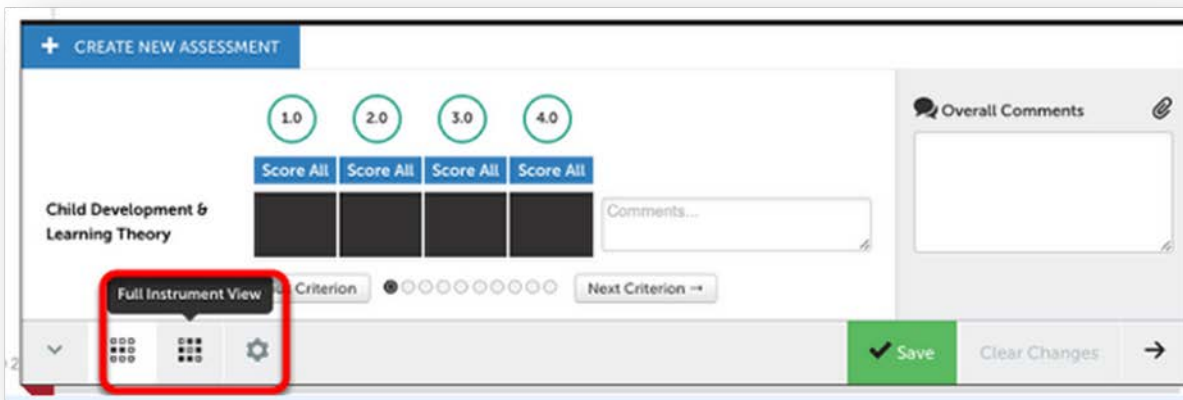 + CREATE NEW ASSESSMENT
1.0 2.0 3.0 4.0
Score All Score All Score All Score All
Child Development &
Learning Theory
Comments...
Overall Comments
Full Instrument View
Criterion
Next Criterion →
Save
Clear Changes →
2